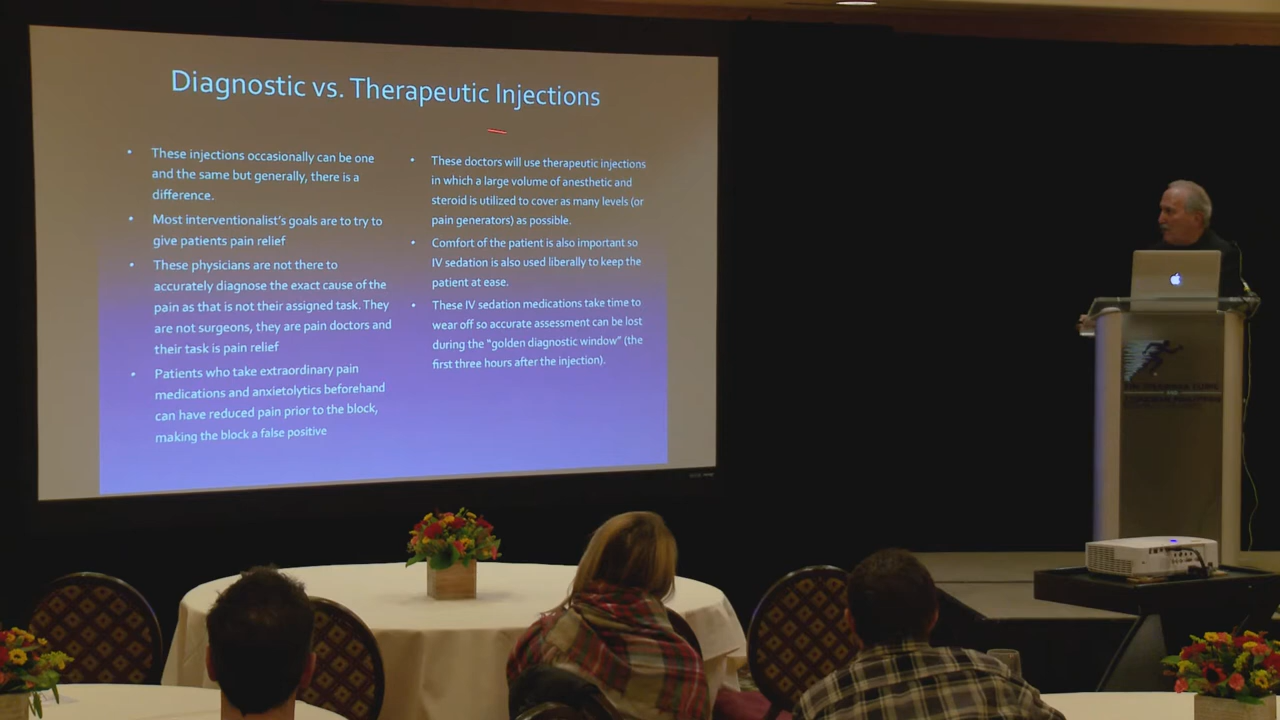 Diagnostic vs. Therapeutic Injections
• These injections occasionally can be one
and the same but generally, there is a
difference.
• Most interventionalist's goals are to try to
give patients pain relief
• These physicians are not there to
accurately diagnose the exact cause of the
pain as that is not their assigned task. They
are not surgeons, they are pain doctors and
their task is pain relief
• Patients who take extraordinary pain
medications and anxietolytics beforehand
can have reduced pain prior to the block,
making the block a false positive
• These doctors will use therapeutic injections
in which a large volume of anesthetic and
steroid is utilized to cover as many levels (or
pain generators) as possible.
• Comfort of the patient is also important so
IV sedation is also used liberally to keep the
patient at ease.
• These IV sedation medications take time to
wear off so accurate assessment can be lost
during the "golden diagnostic window" (the
first three hours after the injection).